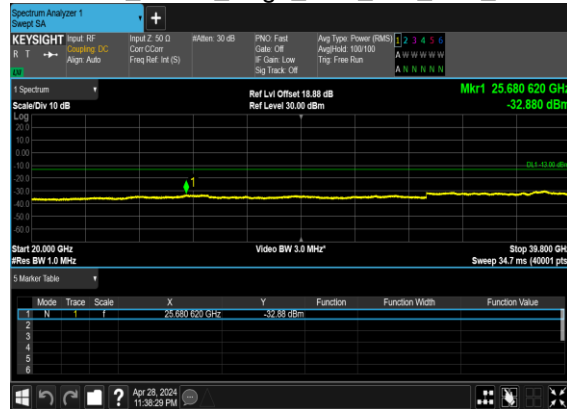 Spectrum Analyzer 1
Swept SA
+
KEYSIGHT Input: RF Input Z: 50 Ω #Atten: 30 dB PNO: Fast Avg Type: Power (RMS) 1 2 3 4 5 6
R T Coupling: DC Corr CCorr Gate: Off Avg|Hold: 100/100 A W W W W W
Align: Auto Freq Ref: Int (S) IF Gain: Low Trig: Free Run A N N N N N
Sig Track: Off
1 Spectrum Ref Lvl Offset 18.88 dB Mkr1 25.680 620 GHz
Scale/Div 10 dB Ref Level 30.00 dBm -32.880 dBm
Log
20.0
10.0
0.00
-10.0
DL1 -13.00 dBm
-20.0
1
-30.0
-40.0
-50.0
-60.0
Start 20.000 GHz Video BW 3.0 MHz* Stop 39.800 GHz
#Res BW 1.0 MHz Sweep 34.7 ms (40001 pts)
5 Marker Table
Mode Trace Scale X Y Function Function Width Function Value
1 N 1 f 25.680 620 GHz -32.88 dBm
2
3
4
5
6
? Apr 28, 2024
11:38:29 PM